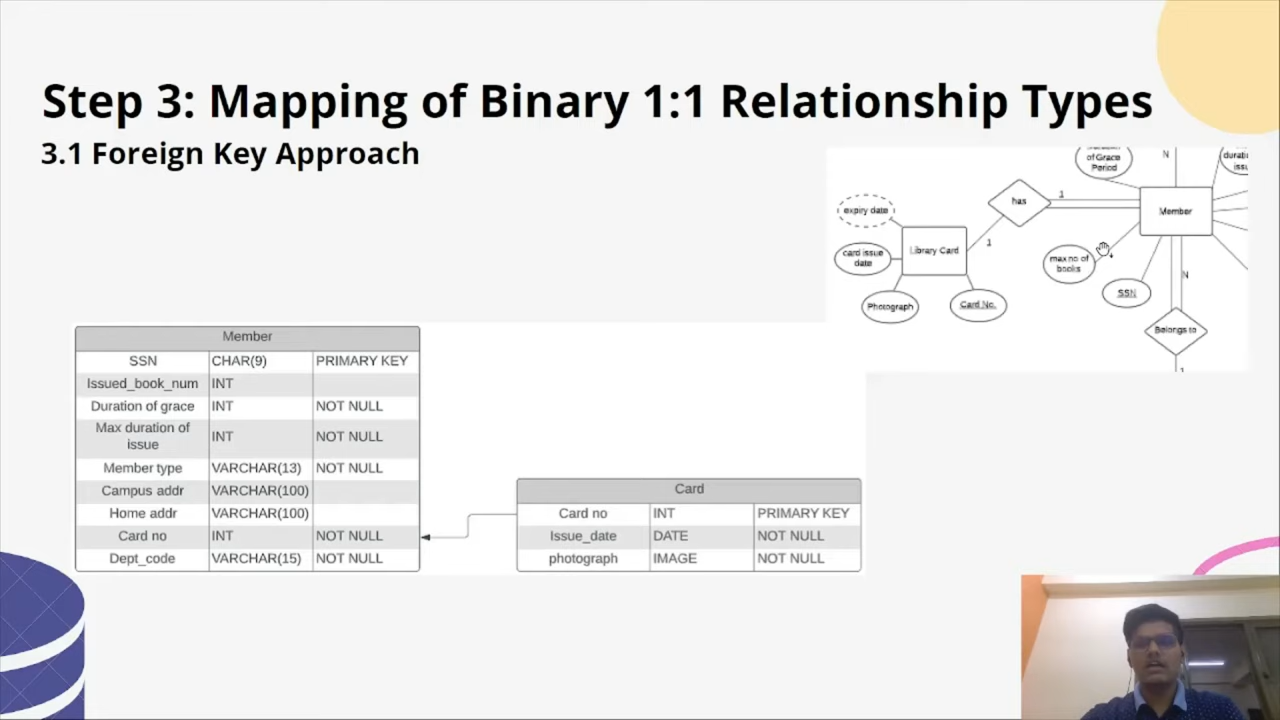 Step 3: Mapping of Binary 1:1 Relationship Types
3.1 Foreign Key Approach
of Grace
Period
N
issu
has
1
Member
expiry date
Library Card
1
card issue
date
max no of
books
N
Photograph
Card No.
SSN
Belongs to
1
Member
SSN CHAR(9) PRIMARY KEY
Issued_book_num INT
Duration of grace INT NOT NULL
Max duration of
issue INT NOT NULL
Member type VARCHAR(13) NOT NULL
Campus addr VARCHAR(100)
Home addr VARCHAR(100)
Card no INT NOT NULL
Dept_code VARCHAR(15) NOT NULL
Card
Card no INT PRIMARY KEY
Issue_date DATE NOT NULL
photograph IMAGE NOT NULL